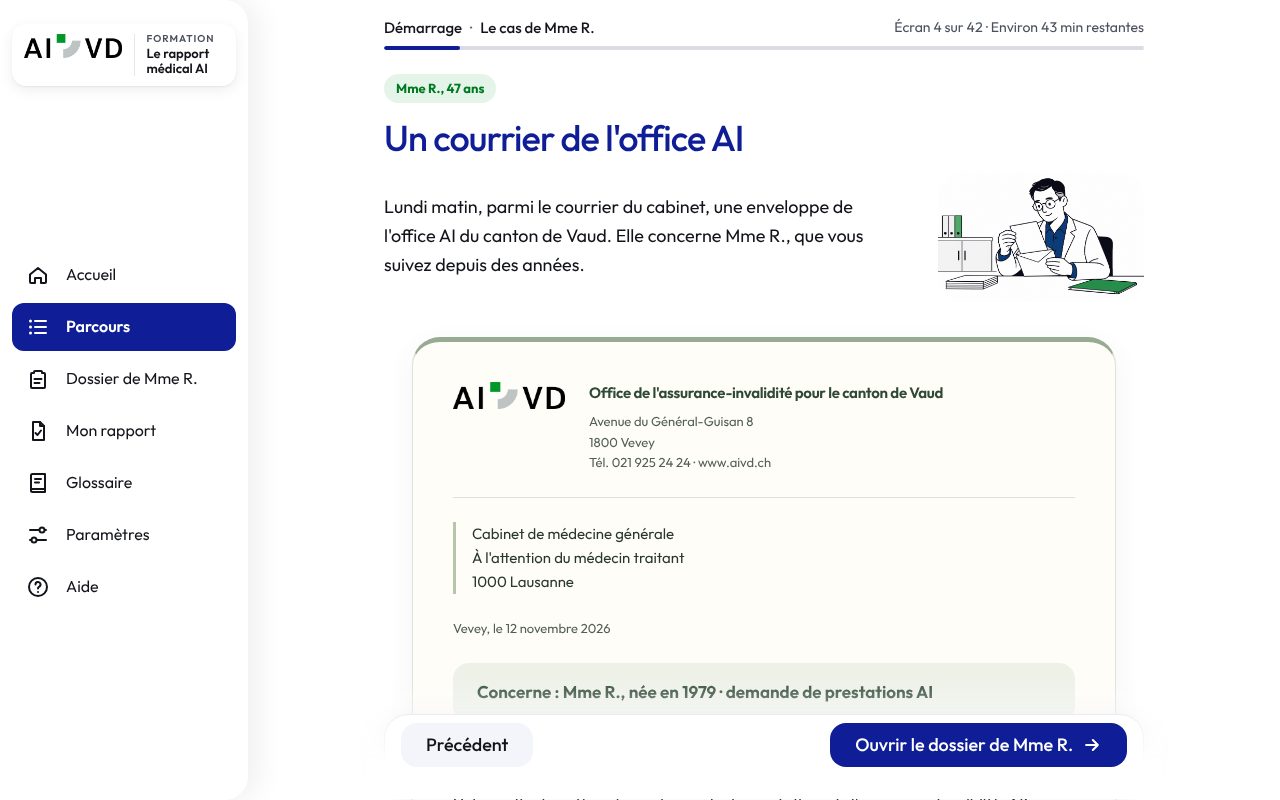 AI VD
FORMATION
Le rapport
médical AI
Accueil
Parcours
Dossier de Mme R.
Mon rapport
Glossaire
Paramètres
Aide
Démarrage · Le cas de Mme R.
Écran 4 sur 42 · Environ 43 min restantes
Mme R., 47 ans
Un courrier de l'office AI
Lundi matin, parmi le courrier du cabinet, une enveloppe de
l'office AI du canton de Vaud. Elle concerne Mme R., que vous
suivez depuis des années.
AI VD
Office de l'assurance-invalidité pour le canton de Vaud
Avenue du Général-Guisan 8
1800 Vevey
Tél. 021 925 24 24 · www.aivd.ch
Cabinet de médecine générale
À l'attention du médecin traitant
1000 Lausanne
Vevey, le 12 novembre 2026
Concerne : Mme R., née en 1979 · demande de prestations AI
Précédent
Ouvrir le dossier de Mme R.